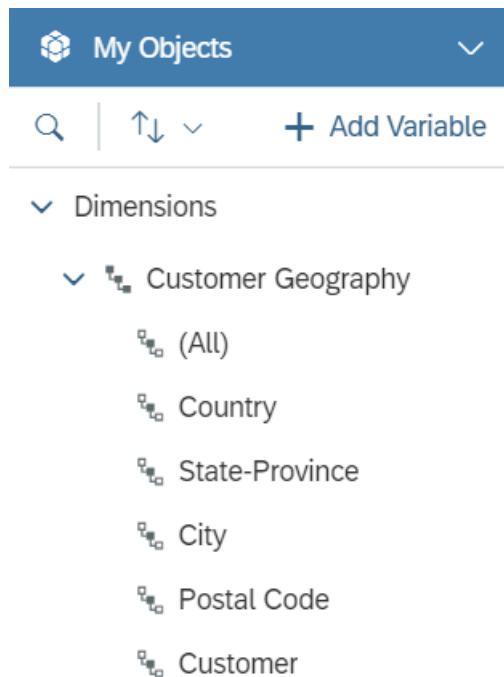 My Objects
Add Variable
Dimensions
Customer Geography
(All)
Country
State-Province
City
Postal Code
Customer